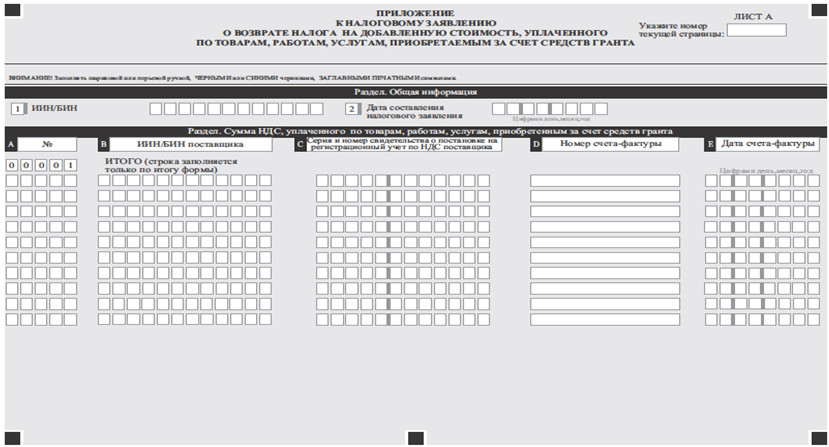 ПРИЛОЖЕНИЕ
К НАЛОГОВОМУ ЗАЯВЛЕНИЮ
О ВОЗВРАТЕ НАЛОГА НА ДОБАВЛЕННУЮ СТОИМОСТЬ, УПЛАЧЕННОГО
ПО ТОВАРАМ, РАБОТАМ, УСЛУГАМ, ПРИОБРЕТАЕМЫМ ЗА СЧЕТ СРЕДСТВ ГРАНТА
ЛИСТ А
Укажите номер
текущей страницы:
ВНИМАНИЕ! Заполнять шариковой или перьевой ручкой, ЧЕРНЫМИ или СИНИМИ чернилами, ЗАГЛАВНЫМИ ПЕЧАТНЫМИ символами.
Раздел. Общая информация
1 ИИН/БИН
2 Дата составления
налогового заявления
Цифрами день,месяц,год
Раздел. Сумма НДС, уплаченного по товарам, работам, услугам, приобретенным за счет средств гранта
A №
B ИИН/БИН поставщика
C Серия и номер свидетельства о постановке на
регистрационный учет по НДС поставщика
D Номер счета-фактуры
E Дата счета-фактуры
0 0 0 0 1
ИТОГО (строка заполняется
только по итогу формы)
Цифрами день,месяц,год